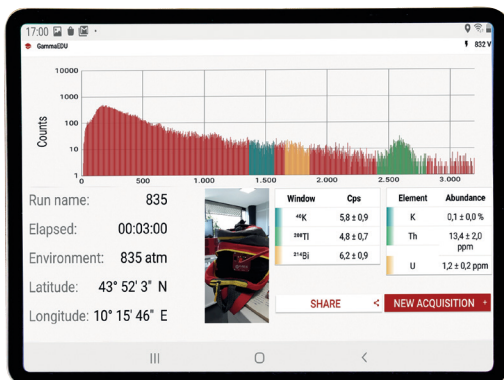 17:00
GammaEDU
832 V
10000
1000
100
10
1
Counts
0 500 1.000 1.500 2.000 2.500 3.000
Run name: 835
Elapsed: 00:03:00
Environment: 835 atm
Latitude: 43° 52' 3" N
Longitude: 10° 15' 46" E
Window Cps
⁴⁰K 5,8 ± 0,9
²⁰⁸Tl 4,8 ± 0,7
²¹⁴Bi 6,2 ± 0,9
Element Abundance
K 0,1 ± 0,0 %
Th 13,4 ± 2,0
ppm
U 1,2 ± 0,2 ppm
SHARE
NEW ACQUISITION +